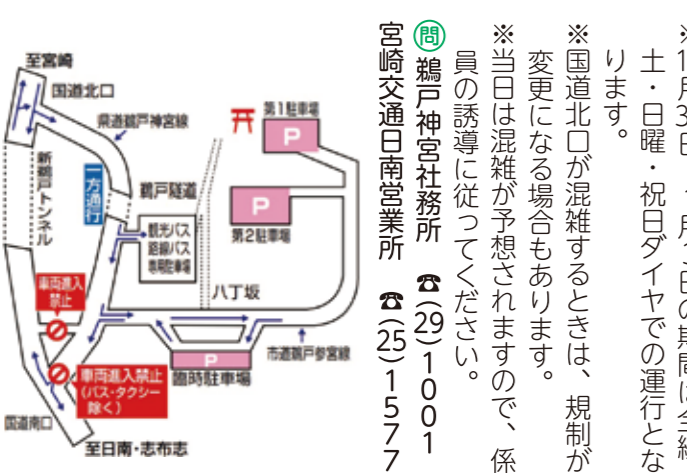 土・日曜・祝日ダイヤでの運行とな
ります。
※国道北口が混雑するときは、規制が
変更になる場合もあります。
※当日は混雑が予想されますので、係
員の誘導に従ってください。
問 鵜戸神宮社務所 ☎(29)1001
宮崎交通日南営業所 ☎(25)1577
至宮崎
国道北口
県道鵜戸神宮線
第1駐車場
P
新鵜戸トンネル
一方通行
鵜戸隧道
P
第2駐車場
観光バス
路線バス
専用駐車場
八丁坂
車両進入
禁止
車両進入禁止
(バス・タクシー
除く)
P
臨時駐車場
市道鵜戸参宮線
国道南口
至日南・志布志